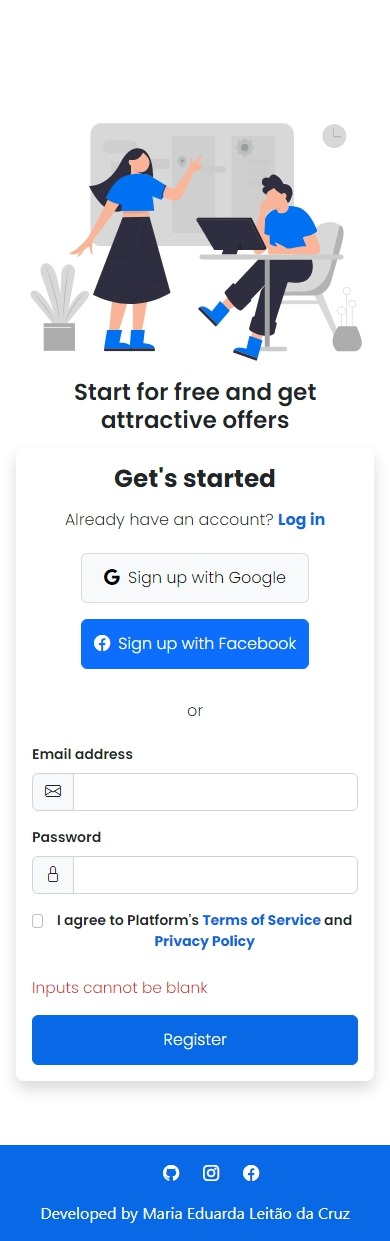 Start for free and get
attractive offers
Get's started
Already have an account? Log in
Sign up with Google
Sign up with Facebook
or
Email address
Password
I agree to Platform's Terms of Service and
Privacy Policy
Inputs cannot be blank
Register
Developed by Maria Eduarda Leitão da Cruz